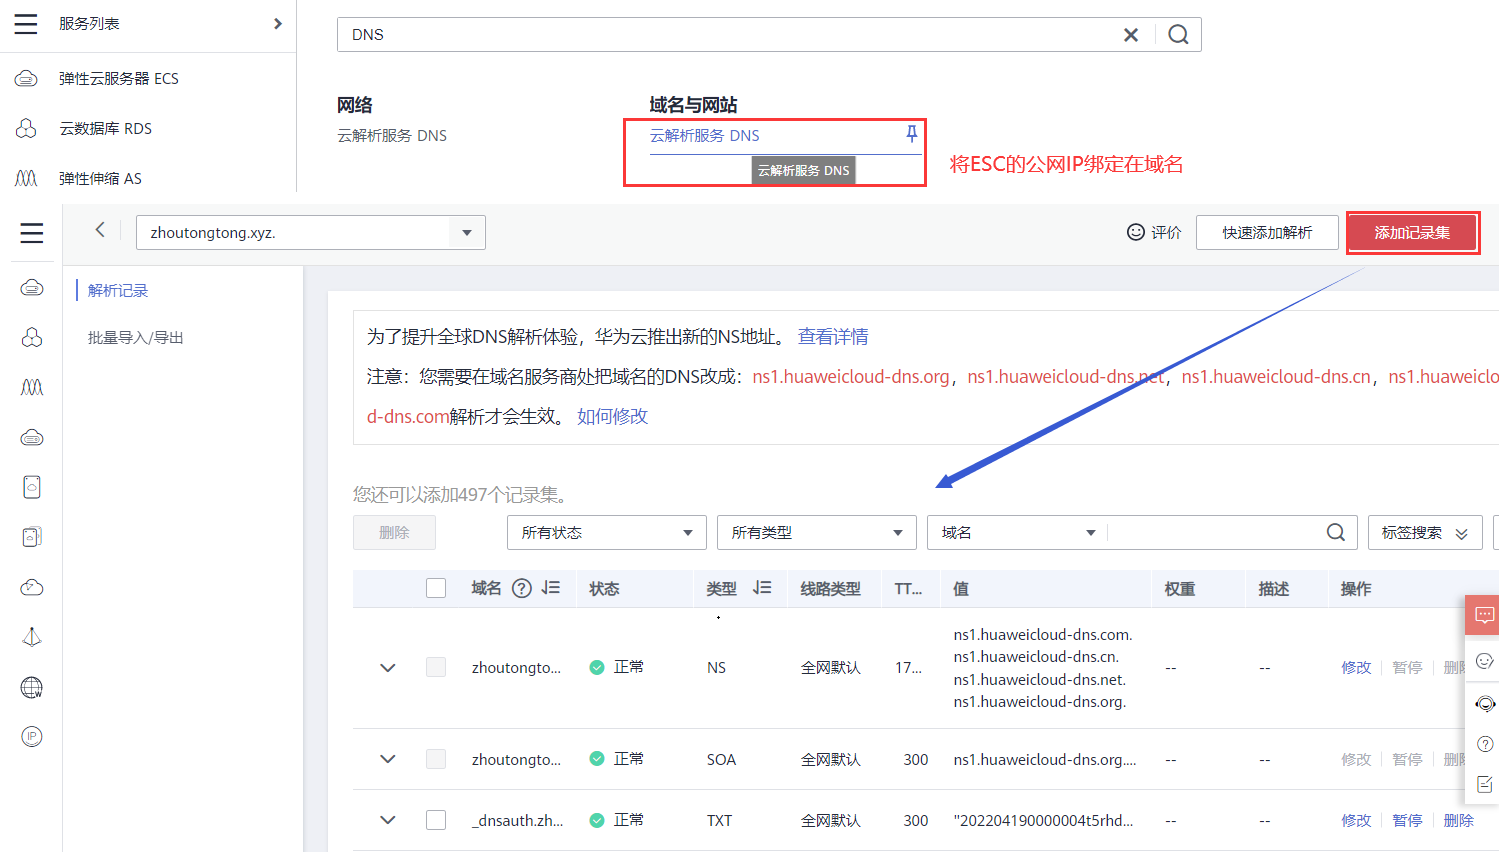 服务列表
DNS
弹性云服务器 ECS
云数据库 RDS
弹性伸缩 AS
网络
云解析服务 DNS
域名与网站
云解析服务 DNS
云解析服务 DNS
将ESC的公网IP绑定在域名
zhoutongtong.xyz.
评价
快速添加解析
添加记录集
解析记录
批量导入/导出
为了提升全球DNS解析体验，华为云推出新的NS地址。 查看详情
注意：您需要在域名服务商处把域名的DNS改成：ns1.huaweicloud-dns.org，ns1.huaweicloud-dns.net，ns1.huaweicloud-dns.cn，ns1.huaweiclo
d-dns.com解析才会生效。 如何修改
您还可以添加497个记录集。
删除
所有状态
所有类型
域名
标签搜索
域名 状态 类型 线路类型 TT... 值 权重 描述 操作
zhoutongto... 正常 NS 全网默认 17... ns1.huaweicloud-dns.com.
ns1.huaweicloud-dns.cn.
ns1.huaweicloud-dns.net.
ns1.huaweicloud-dns.org.
-- -- 修改 暂停 删除
zhoutongto... 正常 SOA 全网默认 300 ns1.huaweicloud-dns.org.... -- -- 修改 暂停 删除
_dnsauth.zh... 正常 TXT 全网默认 300 "202204190000004t5rhd... -- -- 修改 暂停 删除
IP